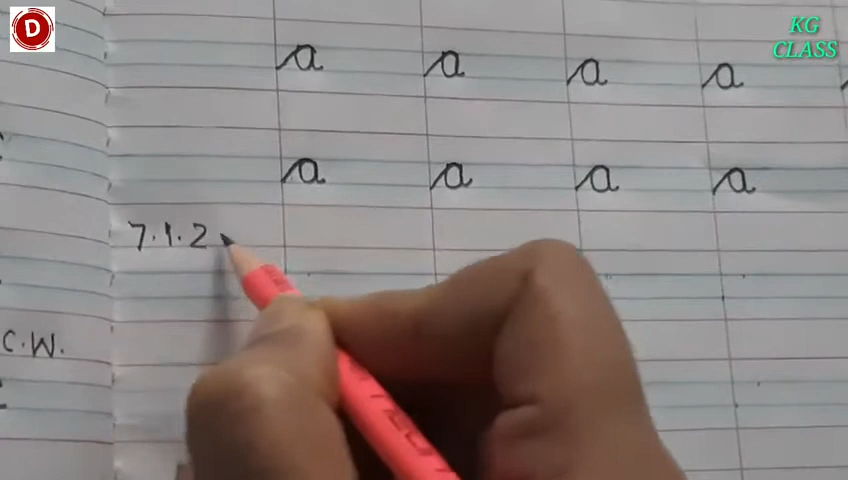 D
KG
CLASS
a a a a
a a a a
7.1.2
C.W.